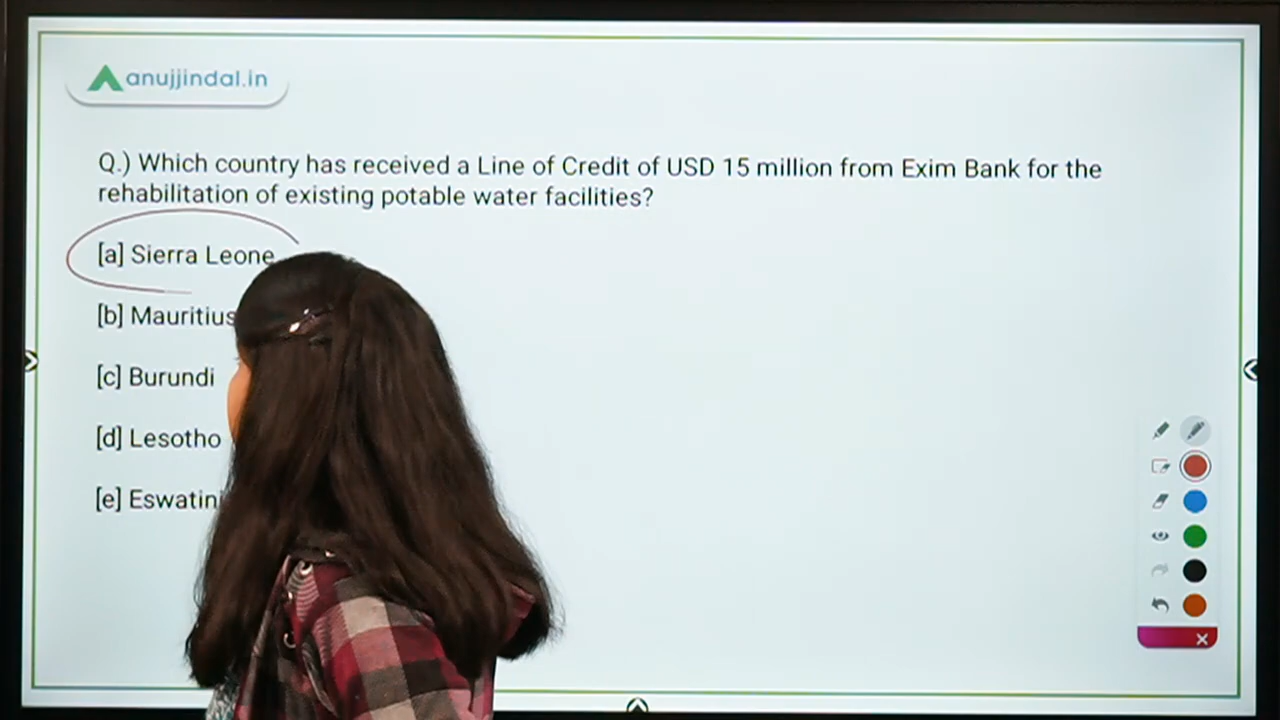 anujjindal.in
Q.) Which country has received a Line of Credit of USD 15 million from Exim Bank for the
rehabilitation of existing potable water facilities?
[a] Sierra Leone
[b] Mauritius
[c] Burundi
[d] Lesotho
[e] Eswatini